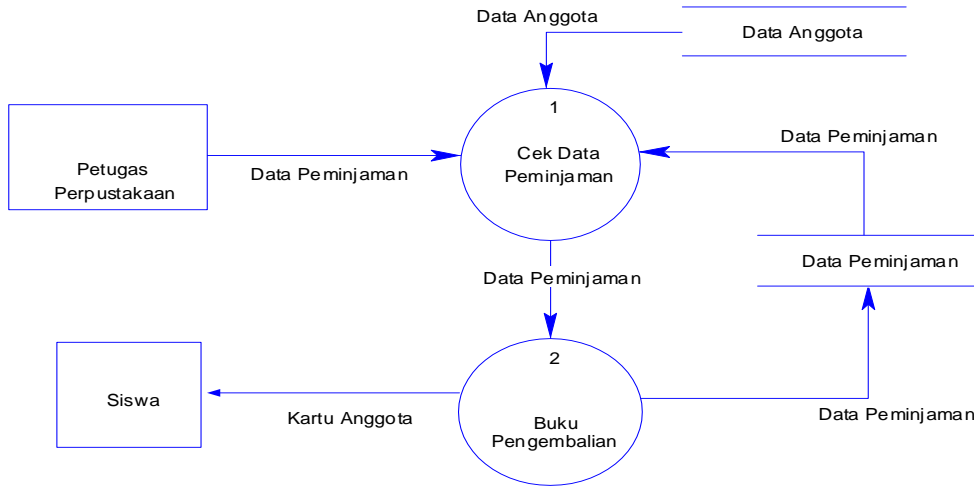 Data Anggota
Data Anggota
1
Cek Data
Peminjaman
Data Peminjaman
Petugas
Perpustakaan
Data Peminjaman
Data Peminjaman
Data Peminjaman
2
Siswa
Kartu Anggota
Buku
Pengembalian
Data Peminjaman